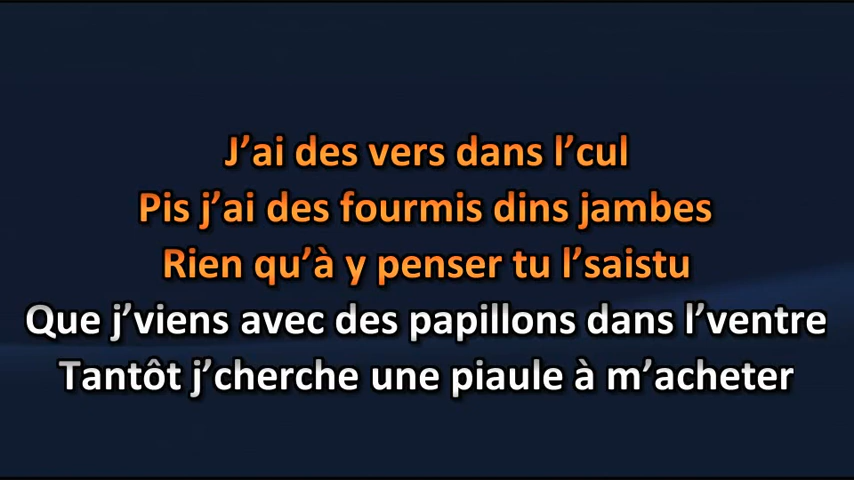 J’ai des vers dans l’cul
Pis j’ai des fourmis dins jambes
Rien qu’à y penser tu l’saistu
Que j’viens avec des papillons dans l’ventre
Tantôt j’cherche une piaule à m’acheter